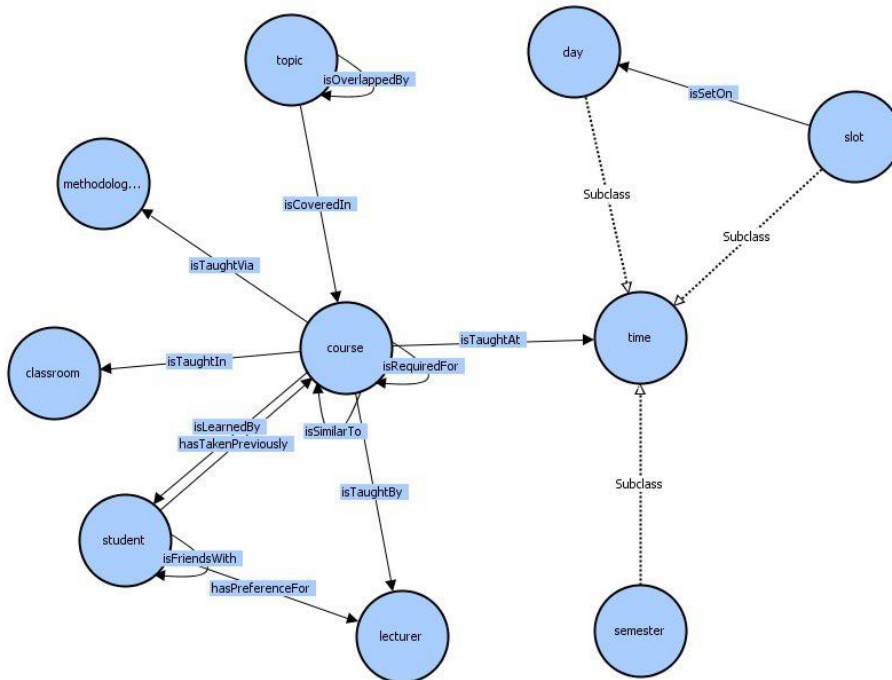 day
topic
isOverlappedBy
isSetOn
slot
methodolog...
Subclass
isCoveredIn
Subclass
isTaughtVia
time
isTaughtAt
course
classroom
isTaughtIn
isRequiredFor
isLearnedBy
isSimilarTo
hasTakenPreviously
Subclass
isTaughtBy
student
isFriendsWith
hasPreferenceFor
lecturer
semester